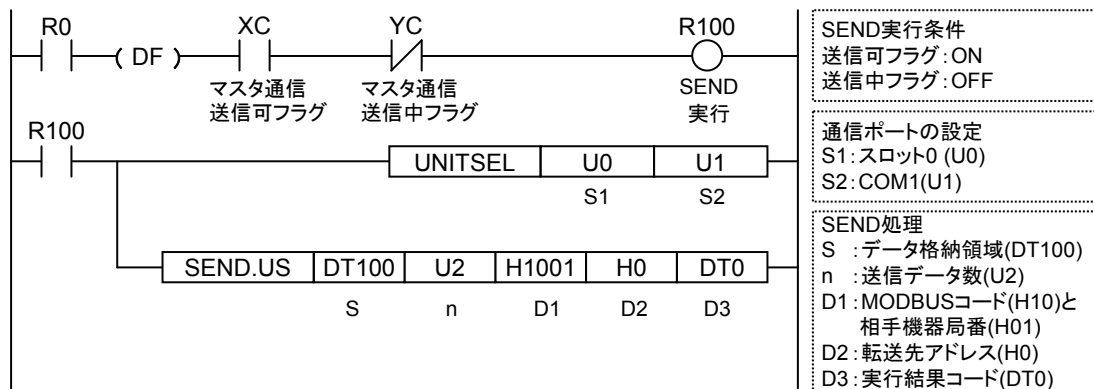 R0 XC YC R100
( DF )
マスタ通信 マスタ通信 SEND
送信可フラグ 送信中フラグ 実行
R100
UNITSEL U0 U1
S1 S2
SEND.US DT100 U2 H1001 H0 DT0
S n D1 D2 D3
SEND実行条件
送信可フラグ:ON
送信中フラグ:OFF
通信ポートの設定
S1:スロット0 (U0)
S2:COM1(U1)
SEND処理
S :データ格納領域(DT100)
n :送信データ数(U2)
D1:MODBUSコード(H10)と
相手機器局番(H01)
D2:転送先アドレス(H0)
D3:実行結果コード(DT0)